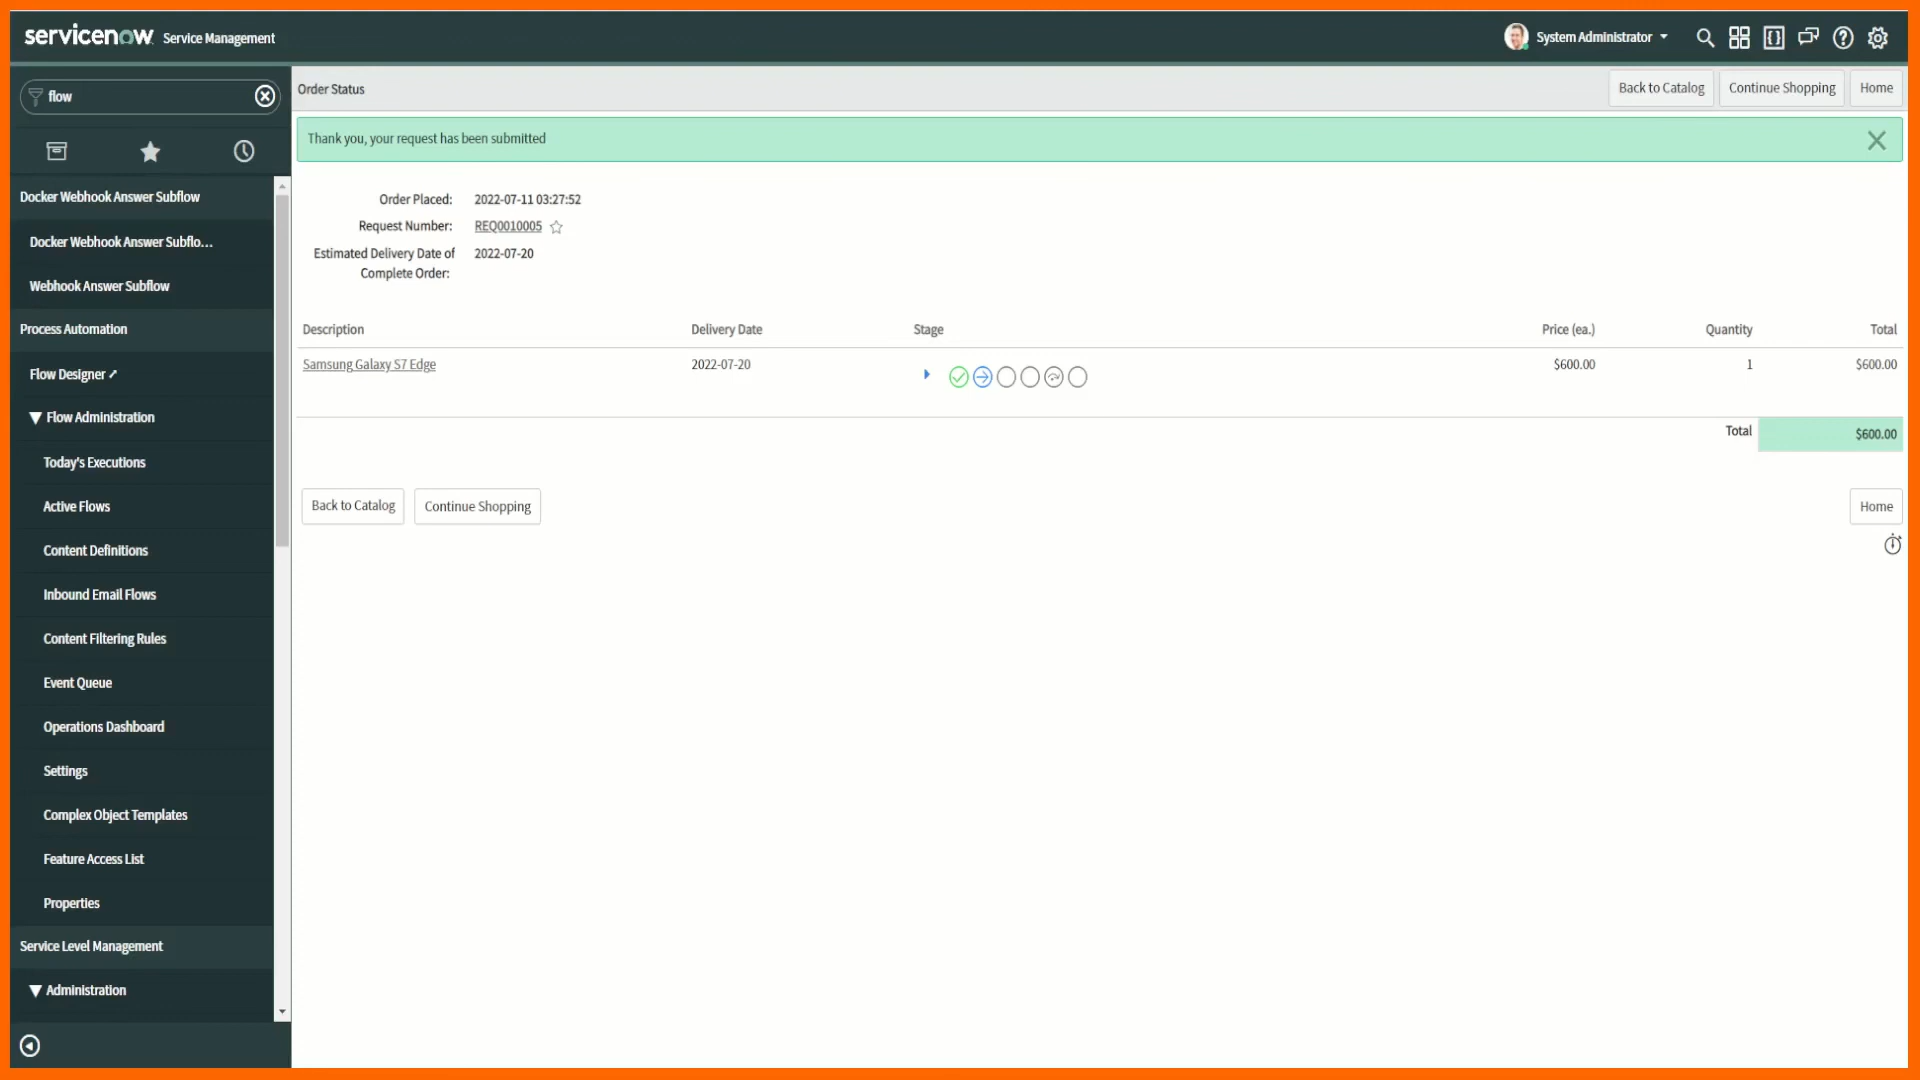 servicenow Service Management
System Administrator
flow
Docker Webhook Answer Subflow
Docker Webhook Answer Subflo...
Webhook Answer Subflow
Process Automation
Flow Designer
Flow Administration
Today's Executions
Active Flows
Content Definitions
Inbound Email Flows
Content Filtering Rules
Event Queue
Operations Dashboard
Settings
Complex Object Templates
Feature Access List
Properties
Service Level Management
Administration
Order Status
Back to Catalog Continue Shopping Home
Thank you, your request has been submitted
Order Placed: 2022-07-11 03:27:52
Request Number: REQ0010005
Estimated Delivery Date of 2022-07-20
Complete Order:
Description Delivery Date Stage Price (ea.) Quantity Total
Samsung Galaxy S7 Edge 2022-07-20 $600.00 1 $600.00
Total $600.00
Back to Catalog Continue Shopping Home